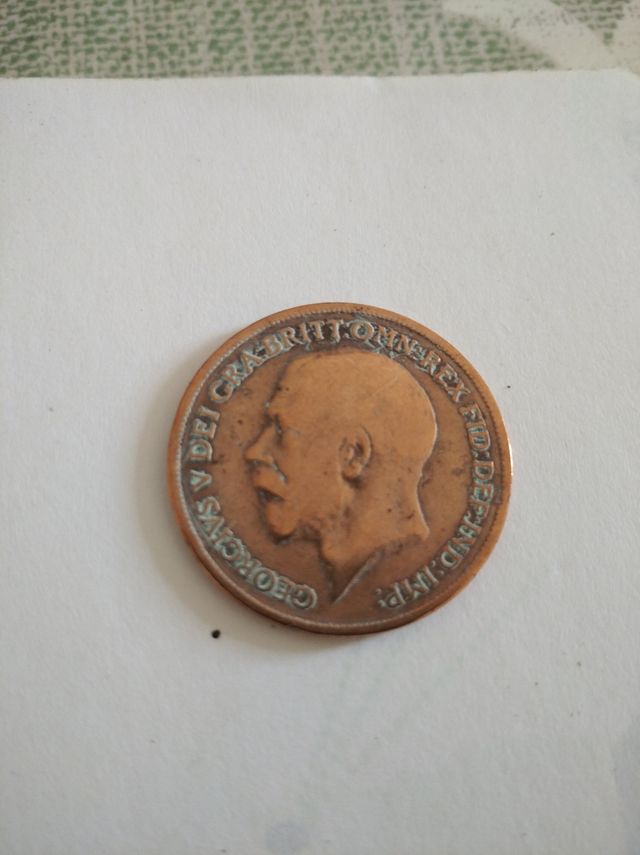 GEORGIVS V DEI GRA:BRITT:OMN:REX FID:DEF:IND:IMP: